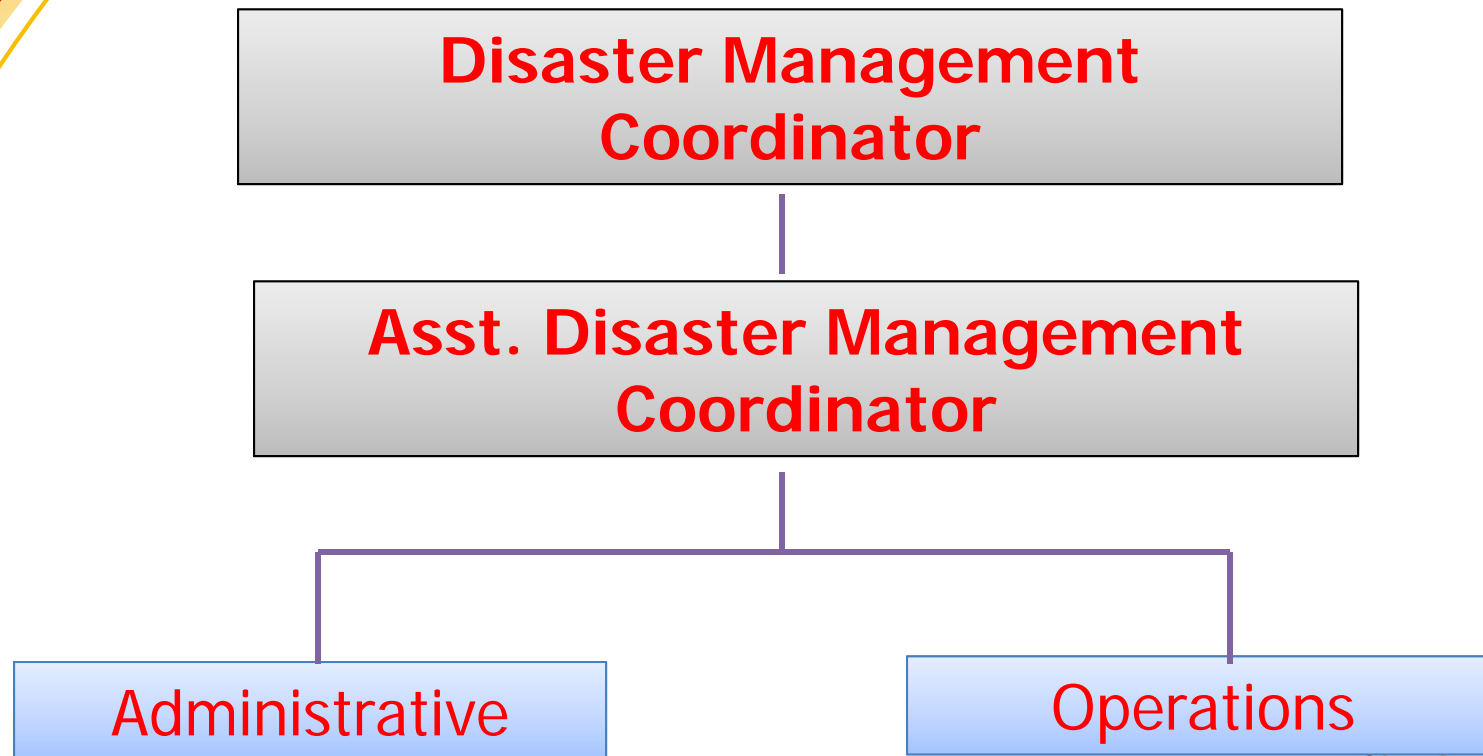 Disaster Management
Coordinator
Asst. Disaster Management
Coordinator
Administrative
Operations